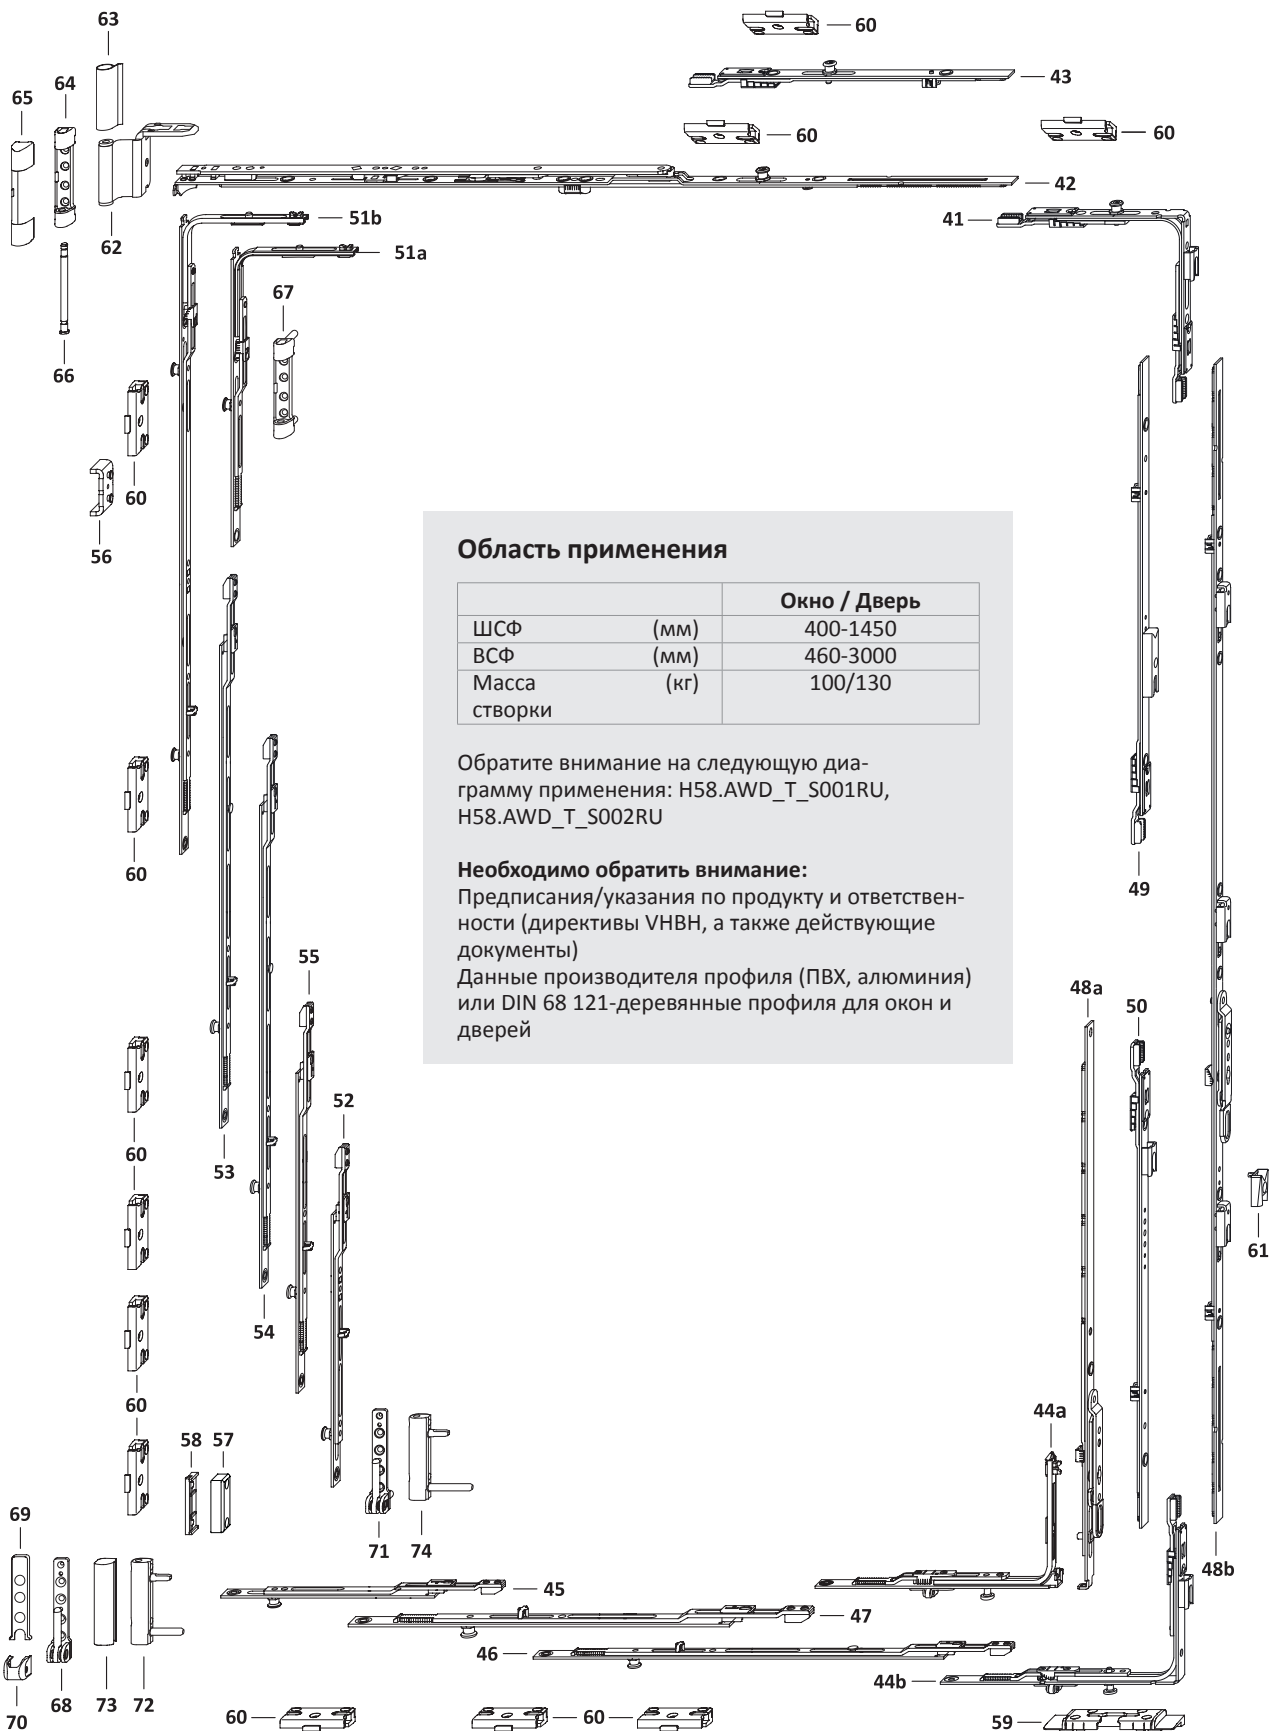 63
60
64
43
65
60
60
42
51b
41
62
51a
67
66
60
56
Область применения
Окно / Дверь
ШСФ (мм) 400-1450
ВСФ (мм) 460-3000
Масса (кг) 100/130
створки
Обратите внимание на следующую диа-
грамму применения: H58.AWD_T_S001RU,
H58.AWD_T_S002RU
60
49
Необходимо обратить внимание:
Предписания/указания по продукту и ответствен-
ности (директивы VHBH, а также действующие
документы)
Данные производителя профиля (ПВХ, алюминия)
или DIN 68 121-деревянные профиля для окон и
дверей
55
48a
50
52
60
53
61
54
60
44a
58
57
69
71
74
48b
45
47
46
44b
70
68
73
72
60
60
59